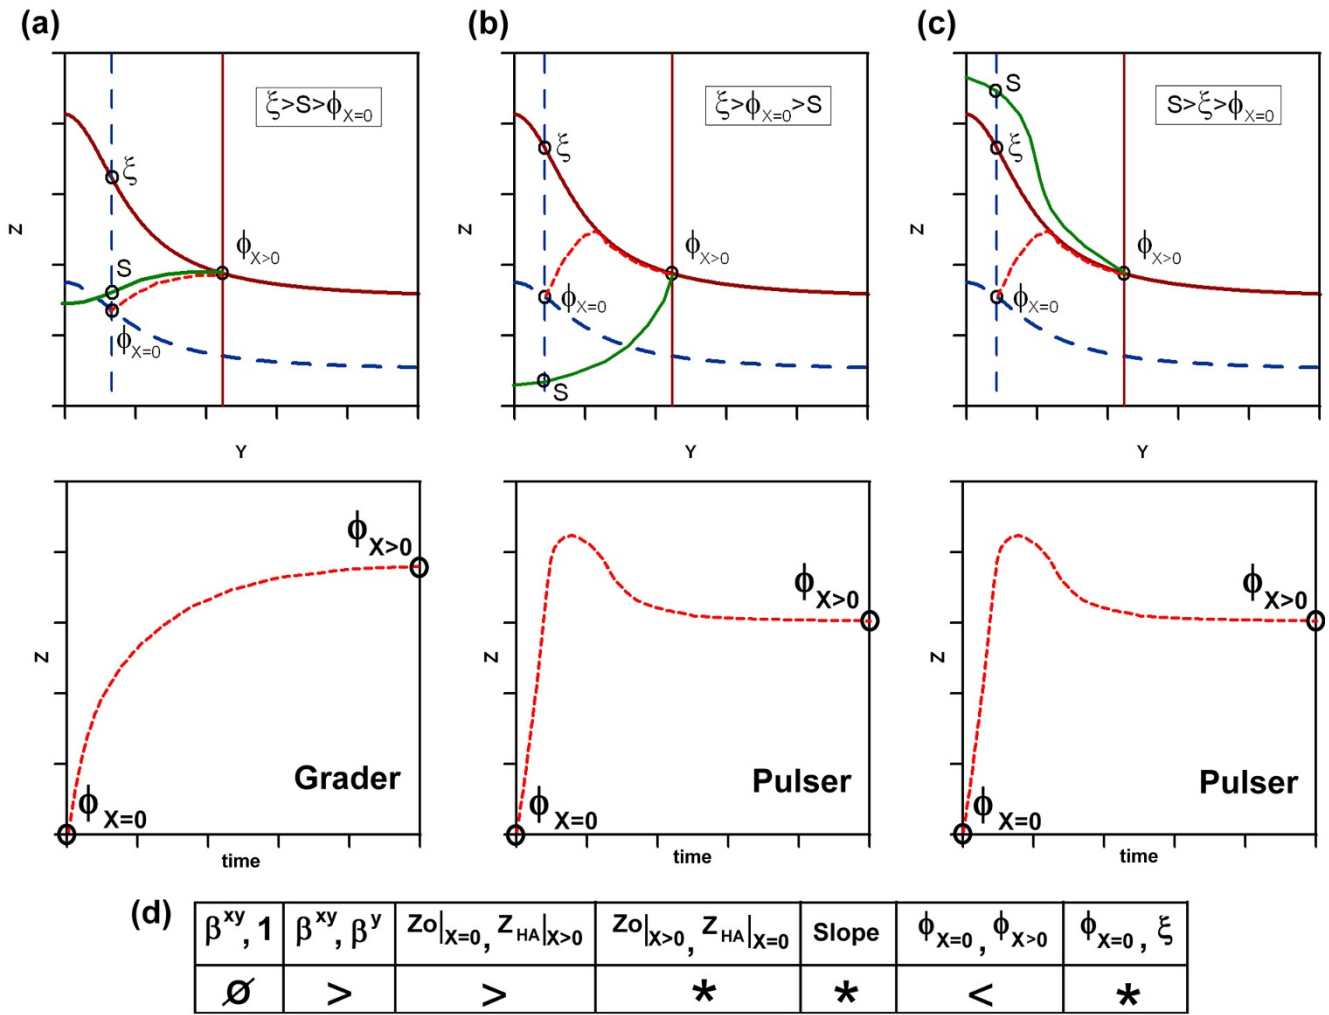 (a) (b) (c)
ξ>S>ϕX=0 ξ>ϕX=0>S S>ξ>ϕX=0
ξ ξ S ξ
S ϕX>0 ϕX>0 ϕX>0
ϕX=0 ϕX=0 ϕX=0
S
Z Z Z
Y Y Y
ϕX>0 ϕX>0 ϕX>0
Z Z Z
Grader Pulser Pulser
ϕX=0 ϕX=0 ϕX=0
time time time
(d)
βxy, 1 βxy, βy Zo|X=0, ZHA|X>0 Zo|X>0, ZHA|X=0 Slope ϕX=0, ϕX>0 ϕX=0, ξ
Ø > > * * < *